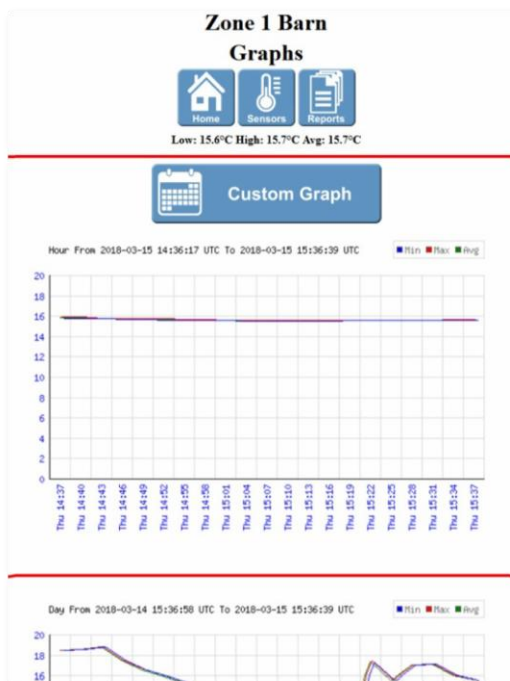 Zone 1 Barn
Graphs
Home Sensors Reports
Low: 15.6°C High: 15.7°C Avg: 15.7°C
Custom Graph
Hour From 2018-03-15 14:36:17 UTC To 2018-03-15 15:36:39 UTC Min Max Avg
20
18
16
14
12
10
8
6
4
2
0
Thu 14:37 Thu 14:40 Thu 14:43 Thu 14:46 Thu 14:49 Thu 14:52 Thu 14:55 Thu 14:58 Thu 15:01 Thu 15:04 Thu 15:07 Thu 15:10 Thu 15:13 Thu 15:16 Thu 15:19 Thu 15:22 Thu 15:25 Thu 15:28 Thu 15:31 Thu 15:34 Thu 15:37
Day From 2018-03-14 15:36:58 UTC To 2018-03-15 15:36:39 UTC Min Max Avg
20
18
16